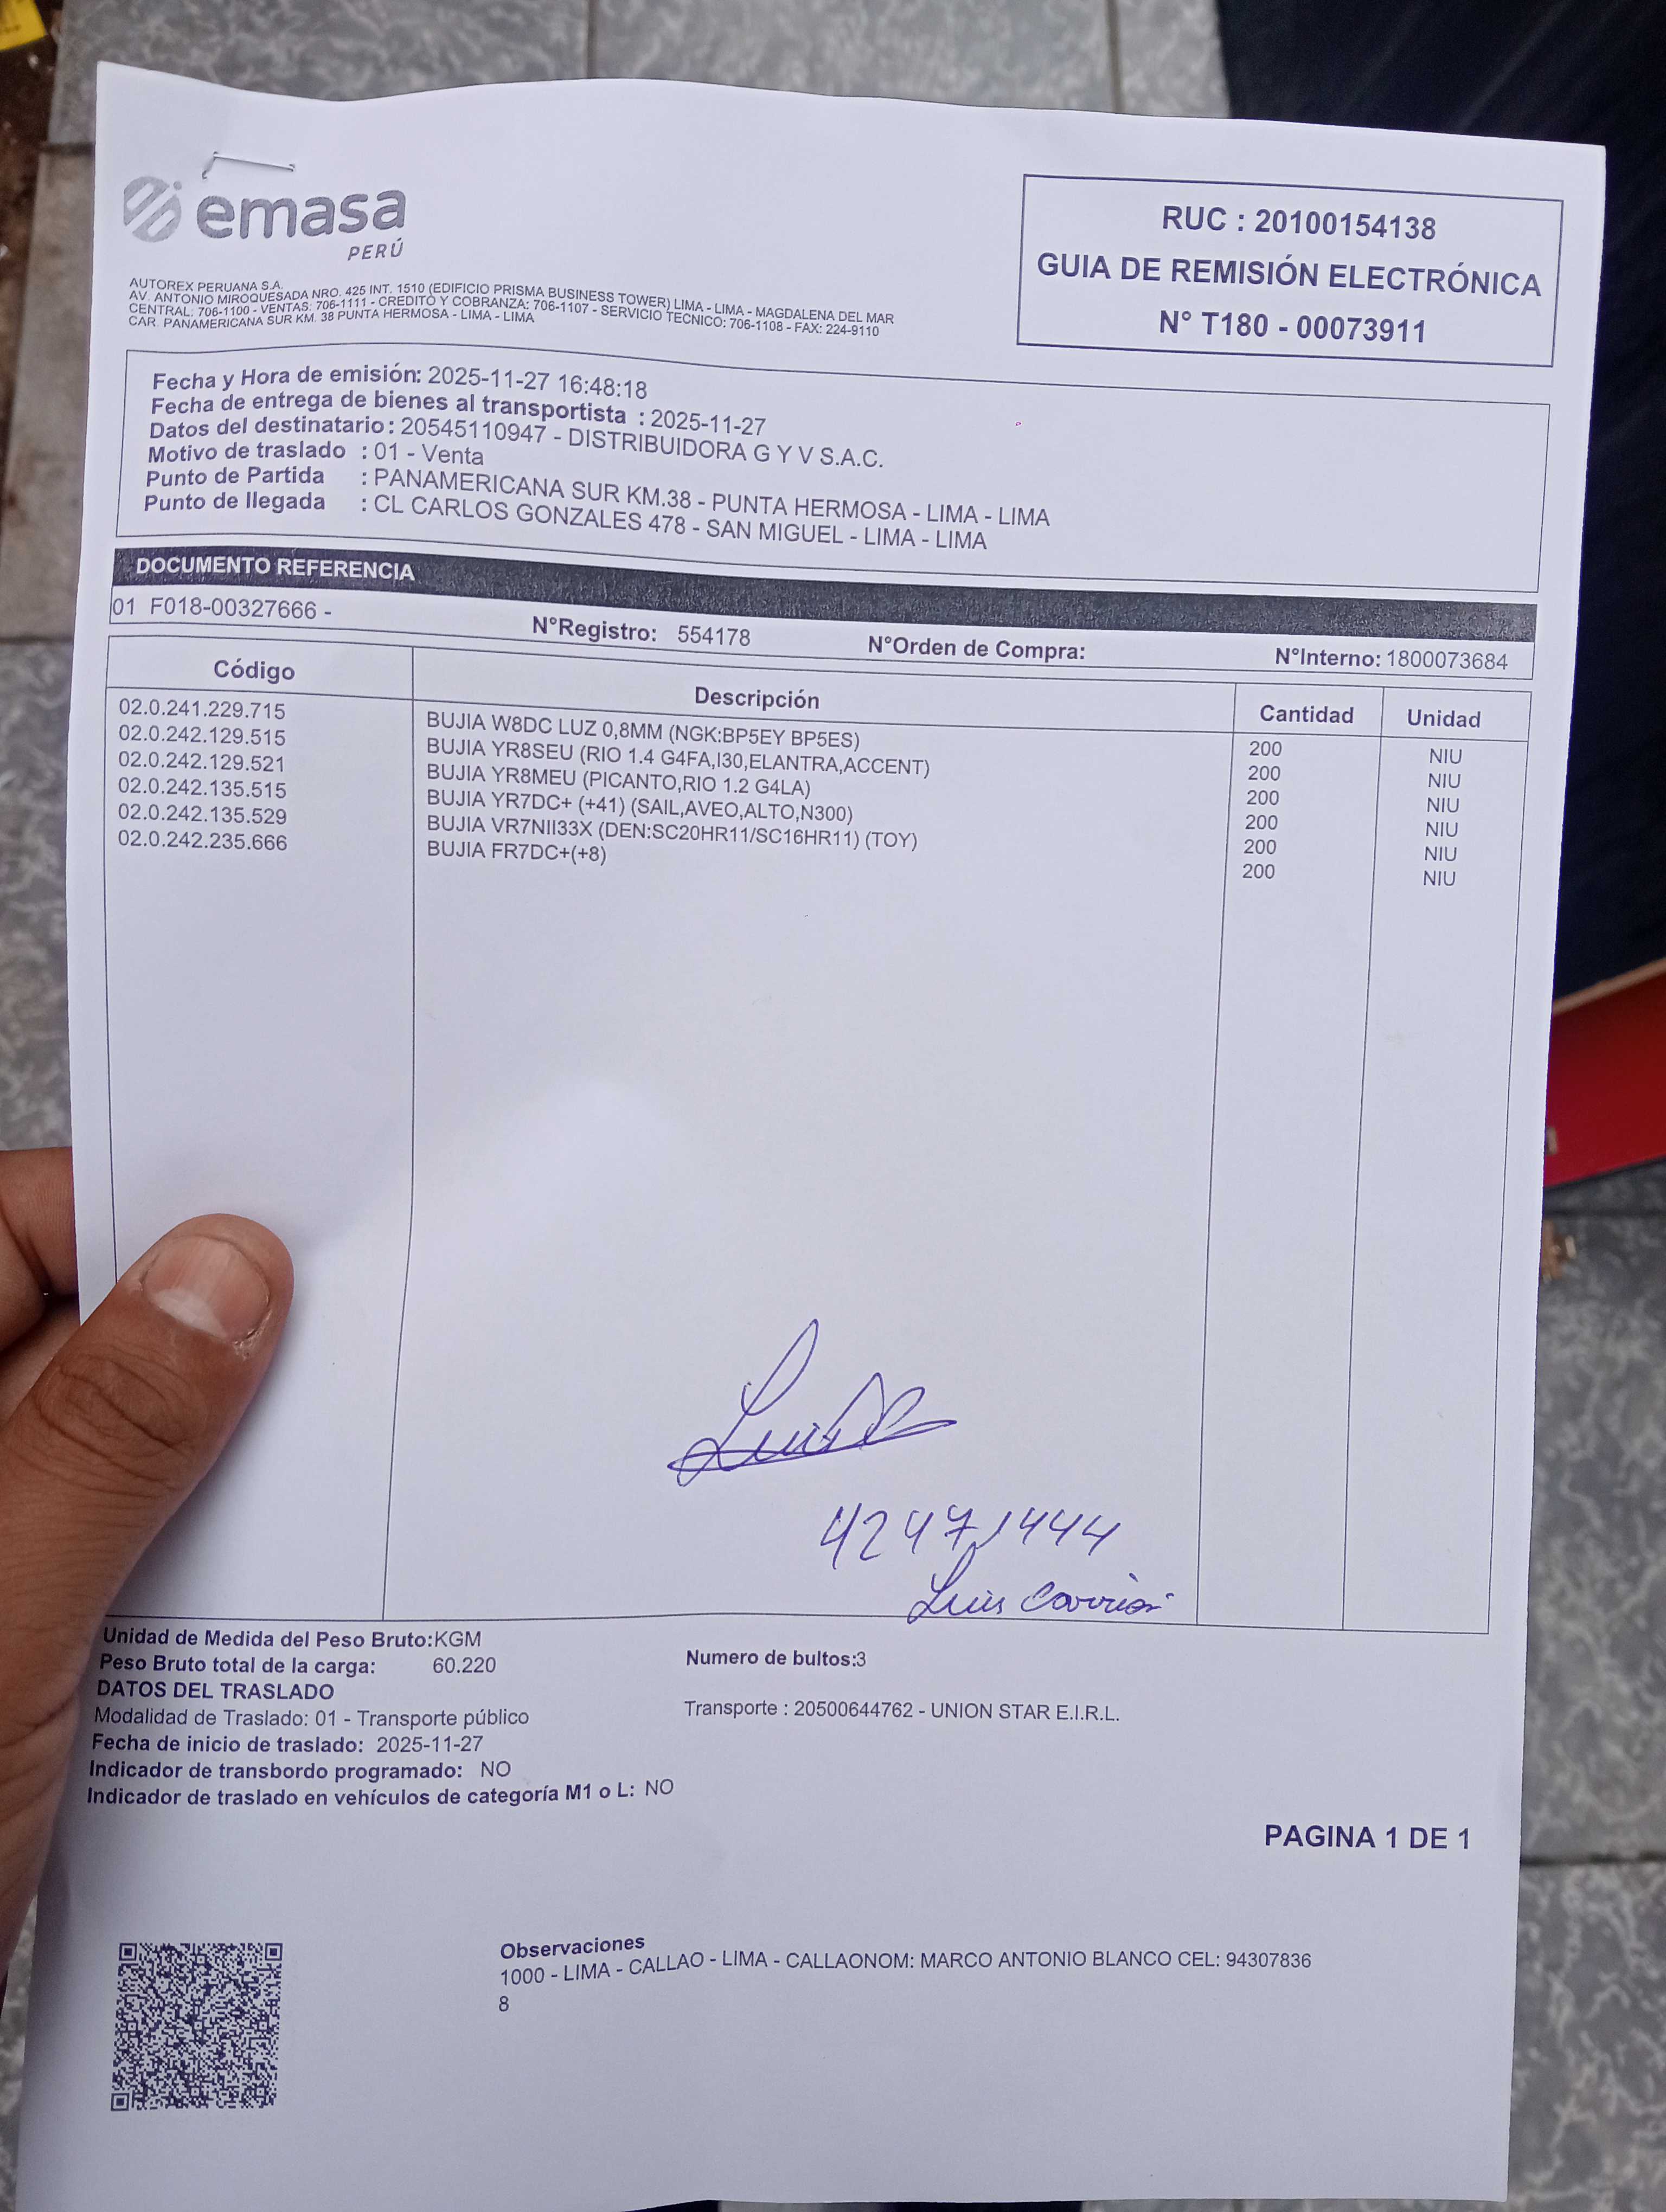 emasa
PERÚ
RUC : 20100154138
GUIA DE REMISIÓN ELECTRÓNICA
N° T180 - 00073911
AUTOREX PERUANA S.A.
AV. ANTONIO MIROQUESADA NRO. 425 INT. 1510 (EDIFICIO PRISMA BUSINESS TOWER) LIMA - LIMA - MAGDALENA DEL MAR
CENTRAL: 706-1100 - VENTAS: 706-1111 - CREDITO Y COBRANZA: 706-1107 - SERVICIO TECNICO: 706-1108 - FAX: 224-9110
CAR. PANAMERICANA SUR KM. 38 PUNTA HERMOSA - LIMA - LIMA
Fecha y Hora de emisión: 2025-11-27 16:48:18
Fecha de entrega de bienes al transportista : 2025-11-27
Datos del destinatario : 20545110947 - DISTRIBUIDORA G Y V S.A.C.
Motivo de traslado : 01 - Venta
Punto de Partida : PANAMERICANA SUR KM.38 - PUNTA HERMOSA - LIMA - LIMA
Punto de llegada : CL CARLOS GONZALES 478 - SAN MIGUEL - LIMA - LIMA
DOCUMENTO REFERENCIA
01 F018-00327666 - N°Registro: 554178 N°Orden de Compra: N°Interno: 1800073684
Código Descripción Cantidad Unidad
02.0.241.229.715 BUJIA W8DC LUZ 0,8MM (NGK:BP5EY BP5ES) 200 NIU
02.0.242.129.515 BUJIA YR8SEU (RIO 1.4 G4FA,I30,ELANTRA,ACCENT) 200 NIU
02.0.242.129.521 BUJIA YR8MEU (PICANTO,RIO 1.2 G4LA) 200 NIU
02.0.242.135.515 BUJIA YR7DC+ (+41) (SAIL,AVEO,ALTO,N300) 200 NIU
02.0.242.135.529 BUJIA VR7NII33X (DEN:SC20HR11/SC16HR11) (TOY) 200 NIU
02.0.242.235.666 BUJIA FR7DC+(+8) 200 NIU
42471444
Luis Carrion
Unidad de Medida del Peso Bruto:KGM
Peso Bruto total de la carga: 60.220 Numero de bultos:3
DATOS DEL TRASLADO
Modalidad de Traslado: 01 - Transporte público Transporte : 20500644762 - UNION STAR E.I.R.L.
Fecha de inicio de traslado: 2025-11-27
Indicador de transbordo programado: NO
Indicador de traslado en vehículos de categoría M1 o L: NO
PAGINA 1 DE 1
Observaciones
1000 - LIMA - CALLAO - LIMA - CALLAONOM: MARCO ANTONIO BLANCO CEL: 94307836
8